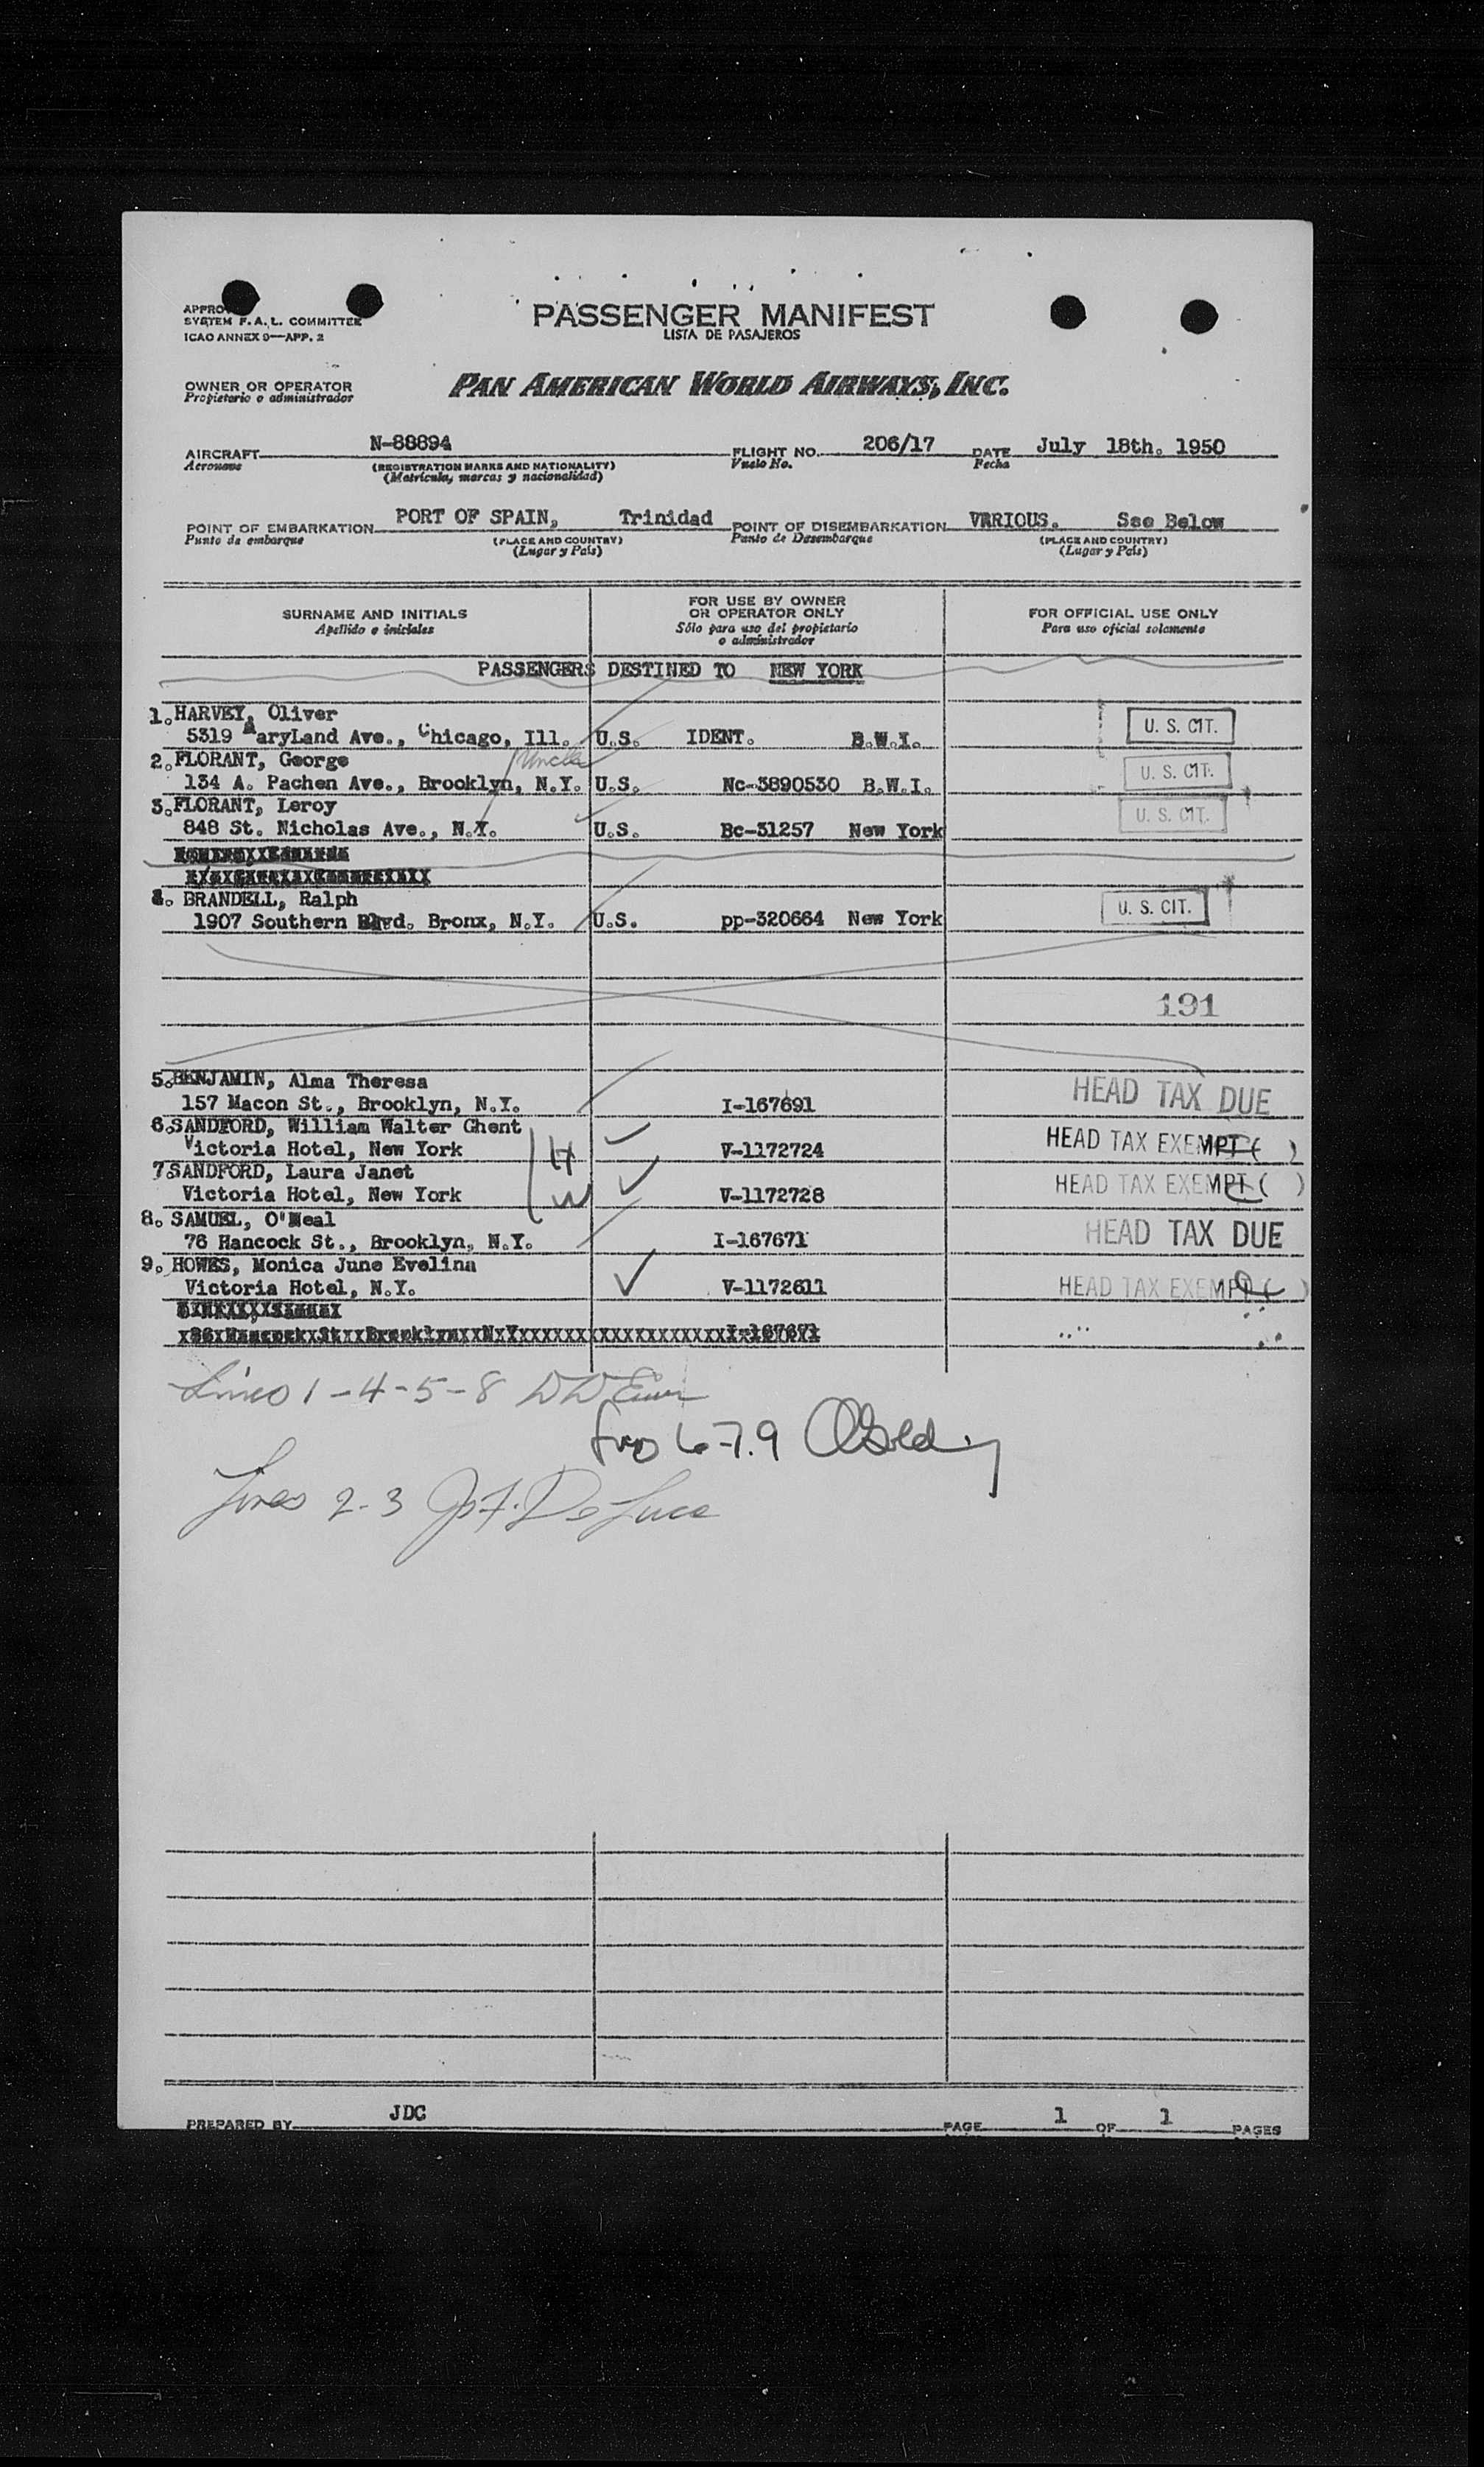 APPRO
SYSTEM F.A.L. COMMITTEE
ICAO ANNEX 9—APP. 2
PASSENGER MANIFEST
LISTA DE PASAJEROS
OWNER OR OPERATOR
Propietario o administrador
PAN AMERICAN WORLD AIRWAYS, INC.
AIRCRAFT N-88894 FLIGHT NO. 206/17 DATE July 18th. 1950
Aeronave (REGISTRATION MARKS AND NATIONALITY) Vuelo No. Fecha
(Matricula, marcas y nacionalidad)
POINT OF EMBARKATION PORT OF SPAIN, Trinidad POINT OF DISEMBARKATION VARIOUS. See Below
Punto de embarque (PLACE AND COUNTRY) Punto de Desembarque (PLACE AND COUNTRY)
(Lugar y País) (Lugar y País)
SURNAME AND INITIALS FOR USE BY OWNER OR OPERATOR ONLY FOR OFFICIAL USE ONLY
Apellido e iniciales Sólo para uso del propietario o administrador Para uso oficial solamente
PASSENGERS DESTINED TO NEW YORK
1. HARVEY, Oliver
5319 MaryLand Ave., Chicago, Ill. U.S. IDENT. B.W.I. U. S. CIT.
2. FLORANT, George Uncle
134 A. Pachen Ave., Brooklyn, N.Y. U.S. Nc-3890530 B.W.I. U. S. CIT.
3. FLORANT, Leroy
848 St. Nicholas Ave., N.Y. U.S. Bc-31257 New York U. S. CIT.
4. BRANDELL, Ralph
1907 Southern Blvd. Bronx, N.Y. U.S. pp-320664 New York U. S. CIT.
191
5. BENJAMIN, Alma Theresa
157 Macon St., Brooklyn, N.Y. I-167691 HEAD TAX DUE
6. SANDFORD, William Walter Ghent
Victoria Hotel, New York H V-1172724 HEAD TAX EXEMPT ( )
7. SANDFORD, Laura Janet
Victoria Hotel, New York W V-1172728 HEAD TAX EXEMPT ( )
8. SAMUEL, O'Neal
76 Hancock St., Brooklyn, N.Y. I-167671 HEAD TAX DUE
9. HOWES, Monica June Evelina
Victoria Hotel, N.Y. V-1172611 HEAD TAX EXEMPT ( )
I-167671
Lines 1-4-5-8
6-7.9
Lines 2-3 De Luca
PREPARED BY JDC PAGE 1 OF 1 PAGES